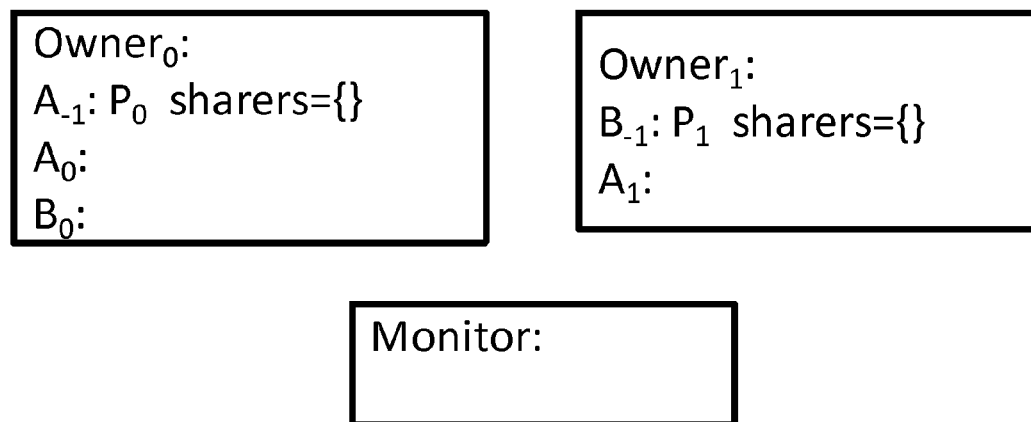 Owner₀:
A₋₁: P₀ sharers={}
A₀:
B₀:
Owner₁:
B₋₁: P₁ sharers={}
A₁:
Monitor: